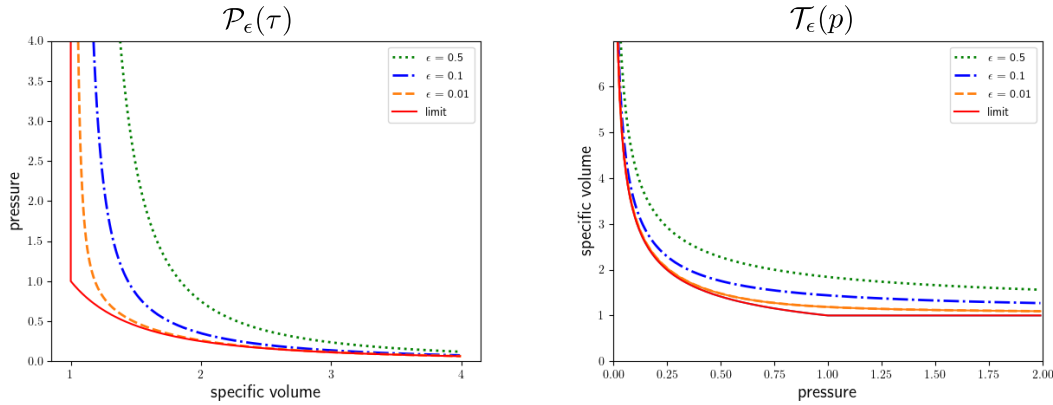 𝒫_ϵ(τ)
4.0
3.5
3.0
2.5
2.0
1.5
1.0
0.5
0.0
pressure
1
2
3
4
specific volume
ϵ = 0.5
ϵ = 0.1
ϵ = 0.01
limit
𝒯_ϵ(p)
6
5
4
3
2
1
0
specific volume
0.00
0.25
0.50
0.75
1.00
1.25
1.50
1.75
2.00
pressure
ϵ = 0.5
ϵ = 0.1
ϵ = 0.01
limit